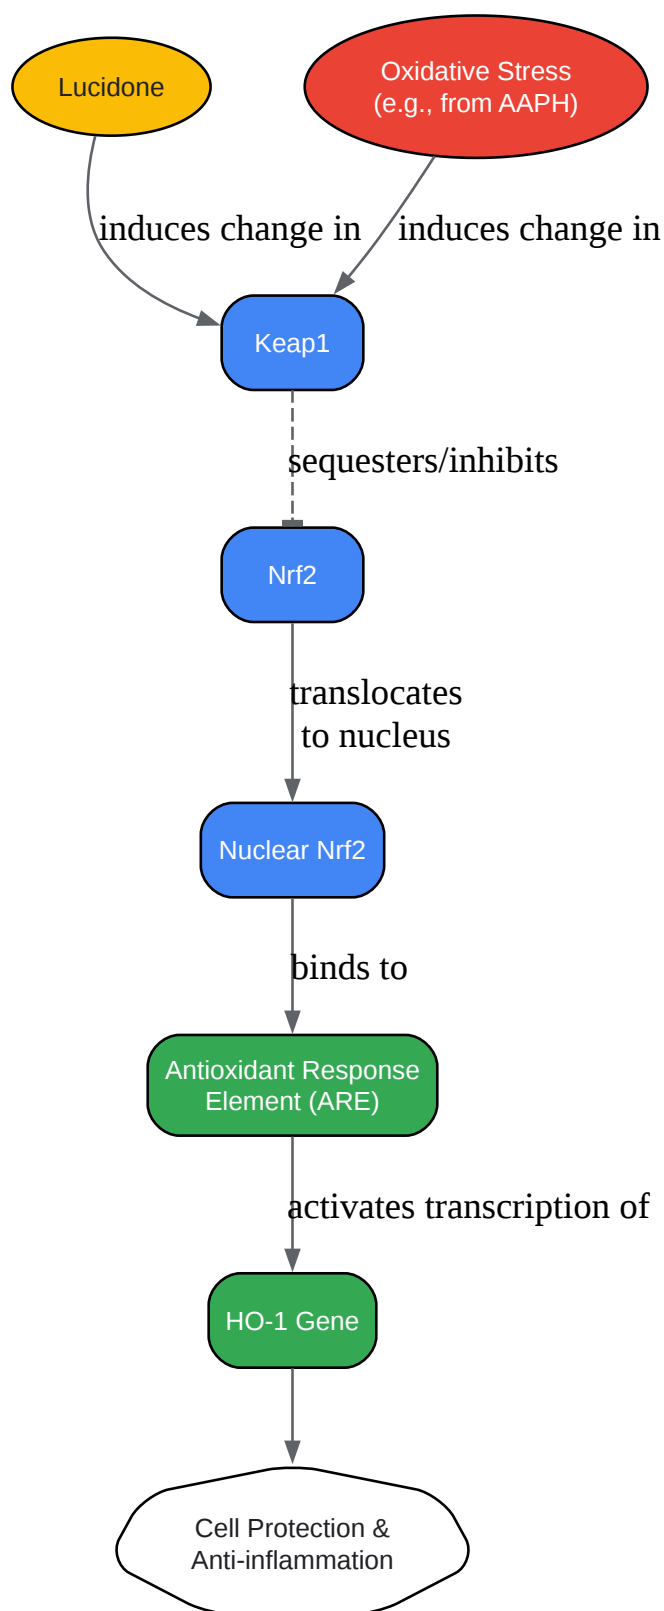 Lucidone
Oxidative Stress
(e.g., from AAPH)
induces change in
induces change in
Keap1
sequesters/inhibits
Nrf2
translocates
to nucleus
Nuclear Nrf2
binds to
Antioxidant Response
Element (ARE)
activates transcription of
HO-1 Gene
Cell Protection &
Anti-inflammation